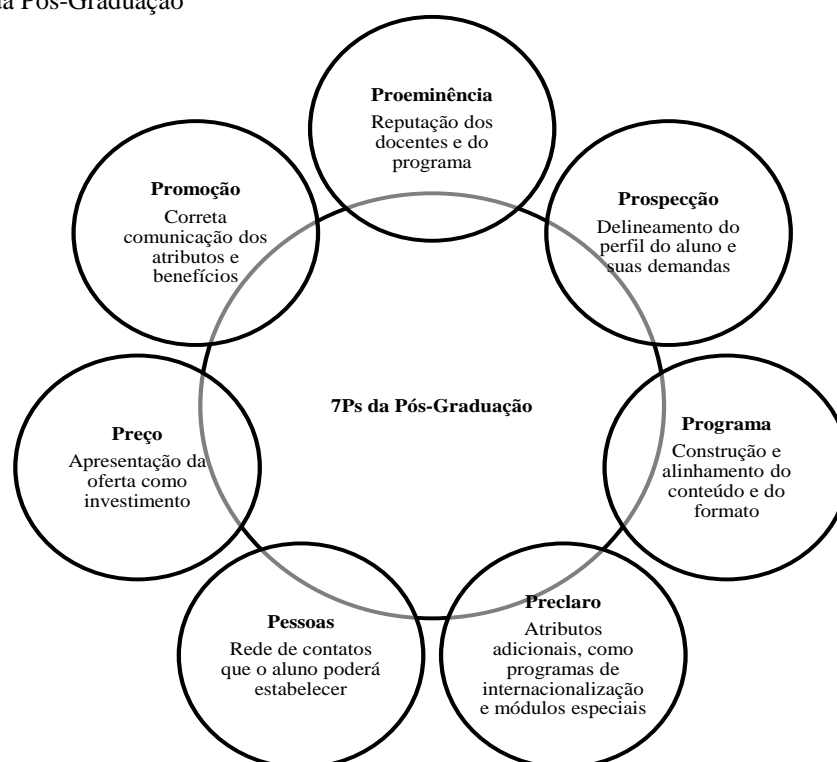 da Pós-Graduação
Proeminência
Reputação dos
docentes e do
programa
Prospecção
Delineamento do
perfil do aluno e
suas demandas
Programa
Construção e
alinhamento do
conteúdo e do
formato
Preclaro
Atributos
adicionais, como
programas de
internacionalização
e módulos especiais
Pessoas
Rede de contatos
que o aluno poderá
estabelecer
Preço
Apresentação da
oferta como
investimento
Promoção
Correta
comunicação dos
atributos e
benefícios
7Ps da Pós-Graduação